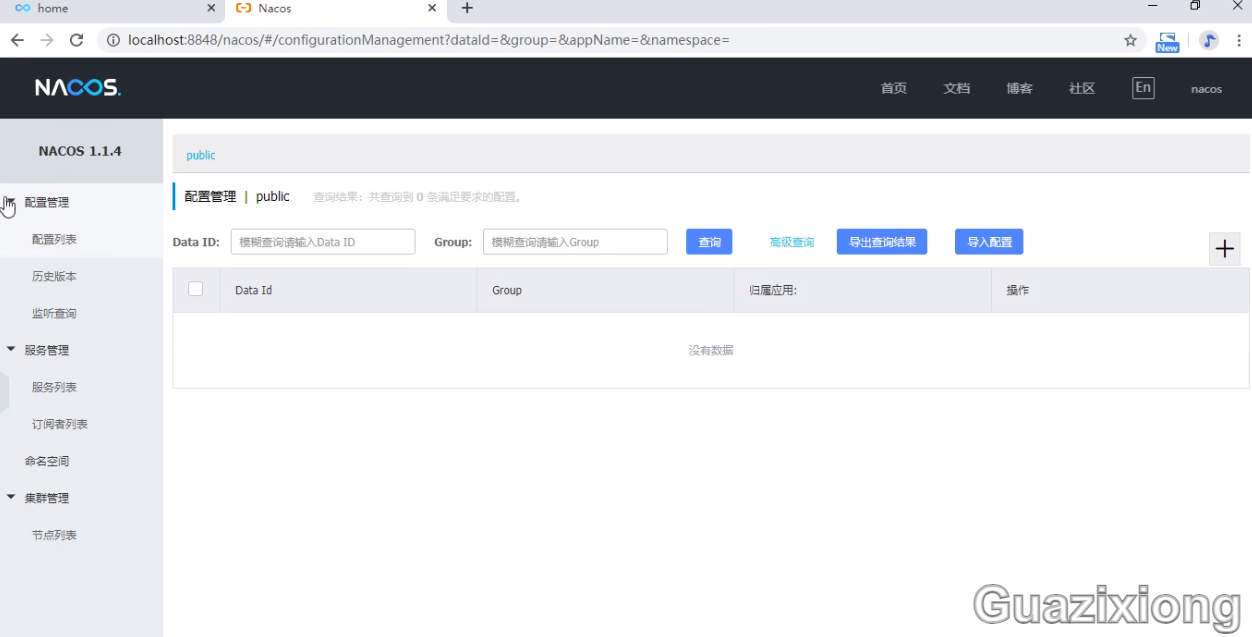 home
Nacos
localhost:8848/nacos/#/configurationManagement?dataId=&group=&appName=&namespace=
New
NACOS.
首页 文档 博客 社区 En nacos
NACOS 1.1.4
配置管理
配置列表
历史版本
监听查询
服务管理
服务列表
订阅者列表
命名空间
集群管理
节点列表
public
配置管理 | public 查询结果：共查询到 0 条满足要求的配置。
Data ID: 模糊查询请输入Data ID Group: 模糊查询请输入Group 查询 高级查询 导出查询结果 导入配置
Data Id Group 归属应用: 操作
没有数据
Guazixiong